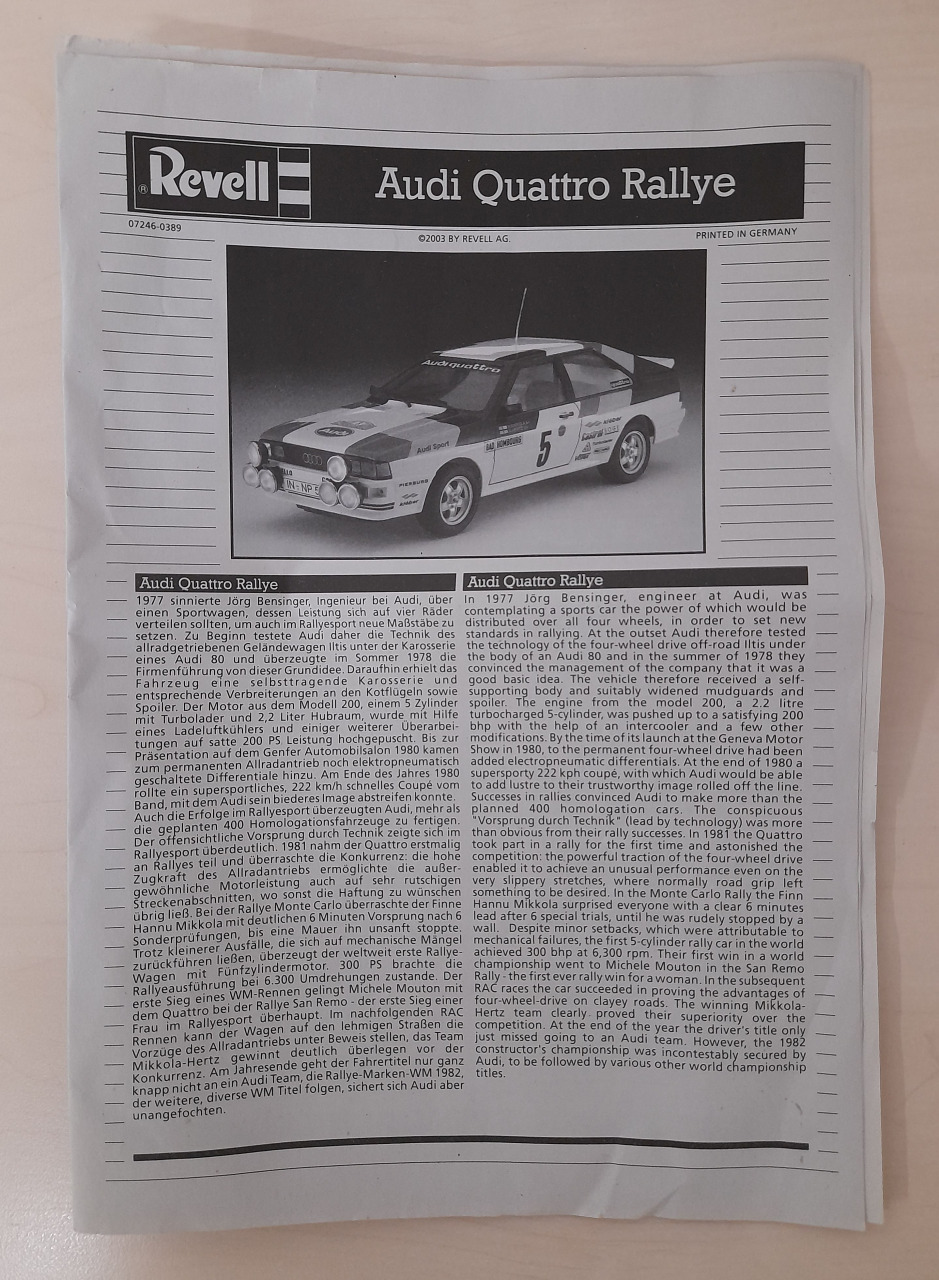 ® Revell
Audi Quattro Rallye
07246-0389
©2003 BY REVELL AG.
PRINTED IN GERMANY
Audi quattro
Audi
Audi Sport
BAD HOMBOURG
5
IN-NP
PIERBURG
kléber
kléber
Audi Quattro Rallye
1977 sinnierte Jörg Bensinger, Ingenieur bei Audi, über
einen Sportwagen, dessen Leistung sich auf vier Räder
verteilen sollten, um auch im Rallyesport neue Maßstäbe zu
setzen. Zu Beginn testete Audi daher die Technik des
allradgetriebenen Geländewagen Iltis unter der Karosserie
eines Audi 80 und überzeugte im Sommer 1978 die
Firmenführung von dieser Grundidee. Daraufhin erhielt das
Fahrzeug eine selbsttragende Karosserie und
entsprechende Verbreiterungen an den Kotflügeln sowie
Spoiler. Der Motor aus dem Modell 200, einem 5 Zylinder
mit Turbolader und 2,2 Liter Hubraum, wurde mit Hilfe
eines Ladeluftkühlers und einiger weiterer Überarbei-
tungen auf satte 200 PS Leistung hochgepuscht. Bis zur
Präsentation auf dem Genfer Automobilsalon 1980 kamen
zum permanenten Allradantrieb noch elektropneumatisch
geschaltete Differentiale hinzu. Am Ende des Jahres 1980
rollte ein supersportliches, 222 km/h schnelles Coupé vom
Band, mit dem Audi sein biederes Image abstreifen konnte.
Auch die Erfolge im Rallyesport überzeugten Audi, mehr als
die geplanten 400 Homologationsfahrzeuge zu fertigen.
Der offensichtliche Vorsprung durch Technik zeigte sich im
Rallyesport überdeutlich. 1981 nahm der Quattro erstmalig
an Rallyes teil und überraschte die Konkurrenz: die hohe
Zugkraft des Allradantriebs ermöglichte die außer-
gewöhnliche Motorleistung auch auf sehr rutschigen
Streckenabschnitten, wo sonst die Haftung zu wünschen
übrig ließ. Bei der Rallye Monte Carlo überraschte der Finne
Hannu Mikkola mit deutlichen 6 Minuten Vorsprung nach 6
Sonderprüfungen, bis eine Mauer ihn unsanft stoppte.
Trotz kleinerer Ausfälle, die sich auf mechanische Mängel
zurückführen ließen, überzeugt der weltweit erste Rallye-
Wagen mit Fünfzylindermotor. 300 PS brachte die
Rallyeausführung bei 6.300 Umdrehungen zustande. Der
erste Sieg eines WM-Rennen gelingt Michele Mouton mit
dem Quattro bei der Rallye San Remo - der erste Sieg einer
Frau im Rallyesport überhaupt. Im nachfolgenden RAC
Rennen kann der Wagen auf den lehmigen Straßen die
Vorzüge des Allradantriebs unter Beweis stellen, das Team
Mikkola-Hertz gewinnt deutlich überlegen vor der
Konkurrenz. Am Jahresende geht der Fahrertitel nur ganz
knapp nicht an ein Audi Team, die Rallye-Marken-WM 1982,
der weitere, diverse WM Titel folgen, sichert sich Audi aber
unangefochten.
Audi Quattro Rallye
In 1977 Jörg Bensinger, engineer at Audi, was
contemplating a sports car the power of which would be
distributed over all four wheels, in order to set new
standards in rallying. At the outset Audi therefore tested
the technology of the four-wheel drive off-road Iltis under
the body of an Audi 80 and in the summer of 1978 they
convinced the management of the company that it was a
good basic idea. The vehicle therefore received a self-
supporting body and suitably widened mudguards and
spoiler. The engine from the model 200, a 2.2 litre
turbocharged 5-cylinder, was pushed up to a satisfying 200
bhp with the help of an intercooler and a few other
modifications. By the time of its launch at the Geneva Motor
Show in 1980, to the permanent four-wheel drive had been
added electropneumatic differentials. At the end of 1980 a
supersporty 222 kph coupé, with which Audi would be able
to add lustre to their trustworthy image rolled off the line.
Successes in rallies convinced Audi to make more than the
planned 400 homologation cars. The conspicuous
"Vorsprung durch Technik" (lead by technology) was more
than obvious from their rally successes. In 1981 the Quattro
took part in a rally for the first time and astonished the
competition: the powerful traction of the four-wheel drive
enabled it to achieve an unusual performance even on the
very slippery stretches, where normally road grip left
something to be desired. In the Monte Carlo Rally the Finn
Hannu Mikkola surprised everyone with a clear 6 minutes
lead after 6 special trials, until he was rudely stopped by a
wall. Despite minor setbacks, which were attributable to
mechanical failures, the first 5-cylinder rally car in the world
achieved 300 bhp at 6,300 rpm. Their first win in a world
championship went to Michele Mouton in the San Remo
Rally - the first ever rally win for a woman. In the subsequent
RAC races the car succeeded in proving the advantages of
four-wheel-drive on clayey roads. The winning Mikkola-
Hertz team clearly proved their superiority over the
competition. At the end of the year the driver's title only
just missed going to an Audi team. However, the 1982
constructor's championship was incontestably secured by
Audi, to be followed by various other world championship
titles.